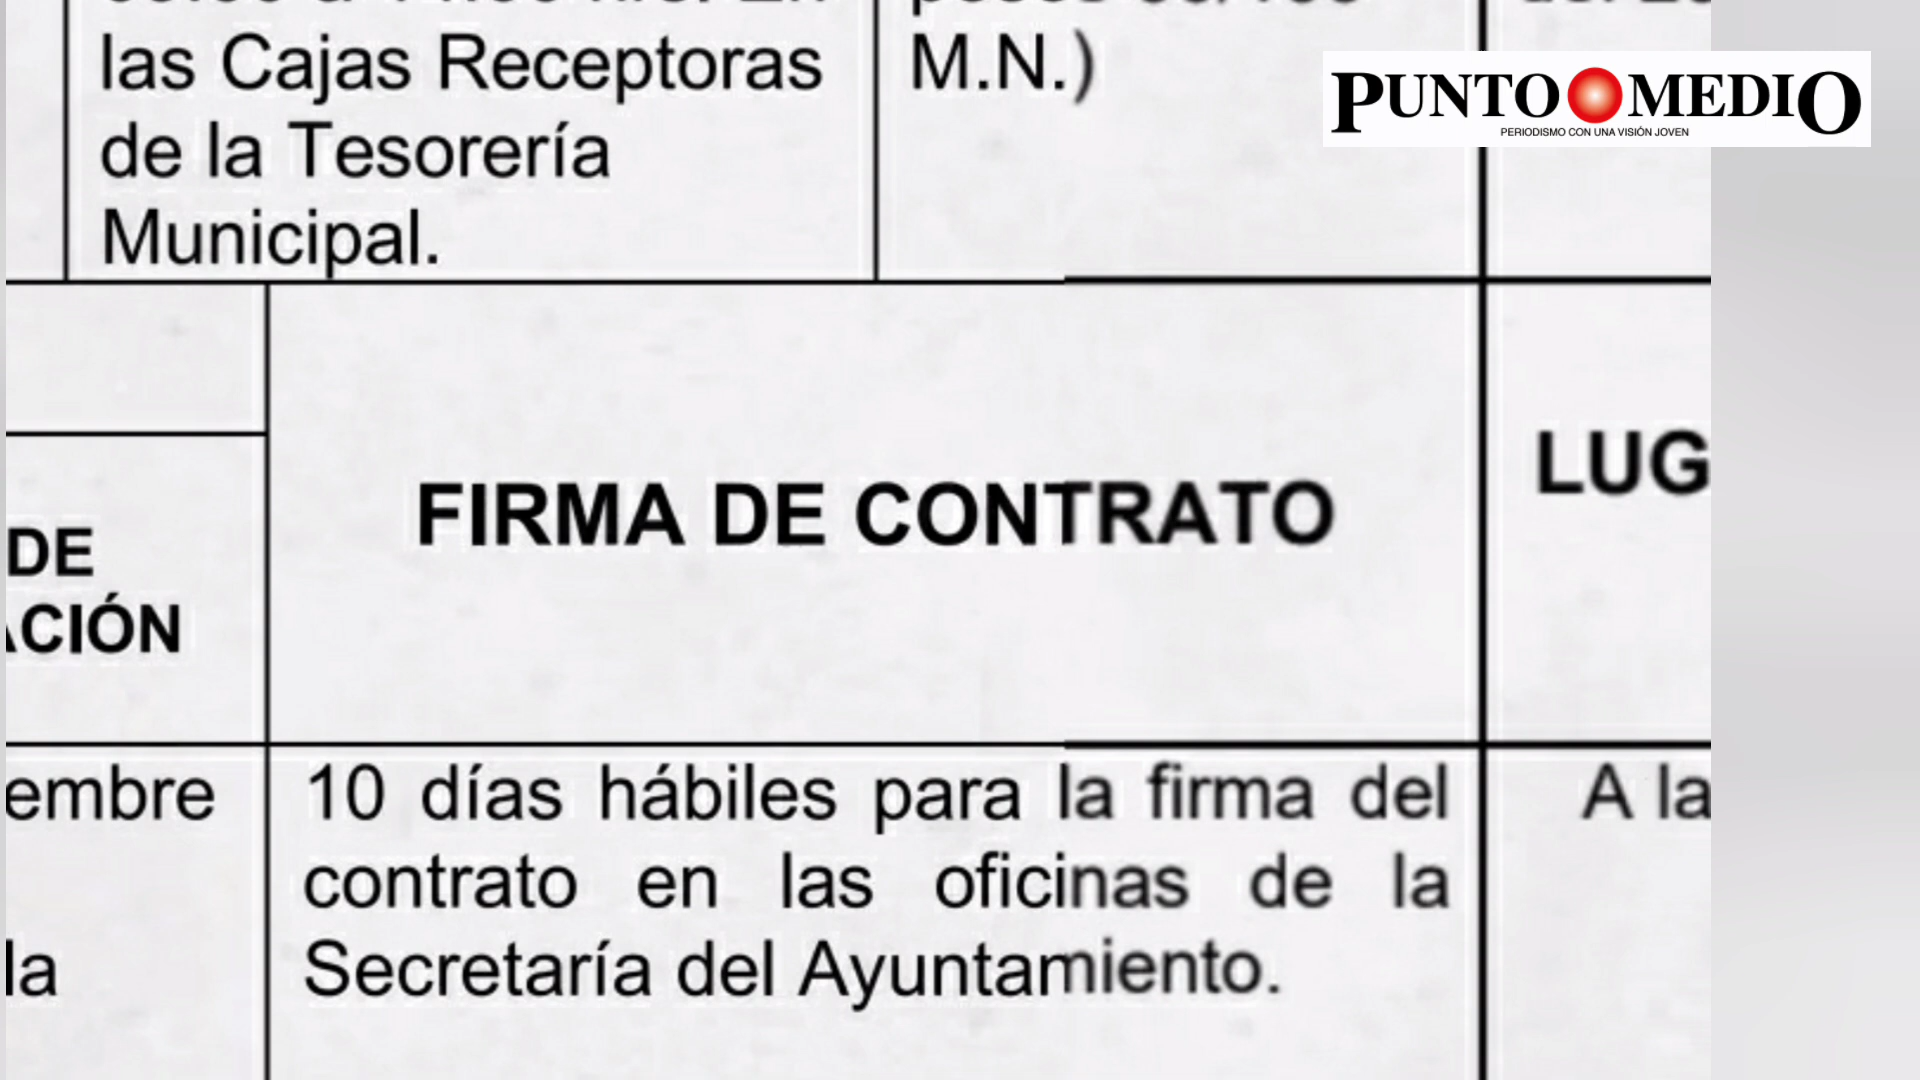 las Cajas Receptoras
de la Tesorería
Municipal.
M.N.)
PUNTO MEDIO
PERIODISMO CON UNA VISIÓN JOVEN
DE
ACIÓN
FIRMA DE CONTRATO
LUG
embre
la
10 días hábiles para la firma del
contrato en las oficinas de la
Secretaría del Ayuntamiento.
A la